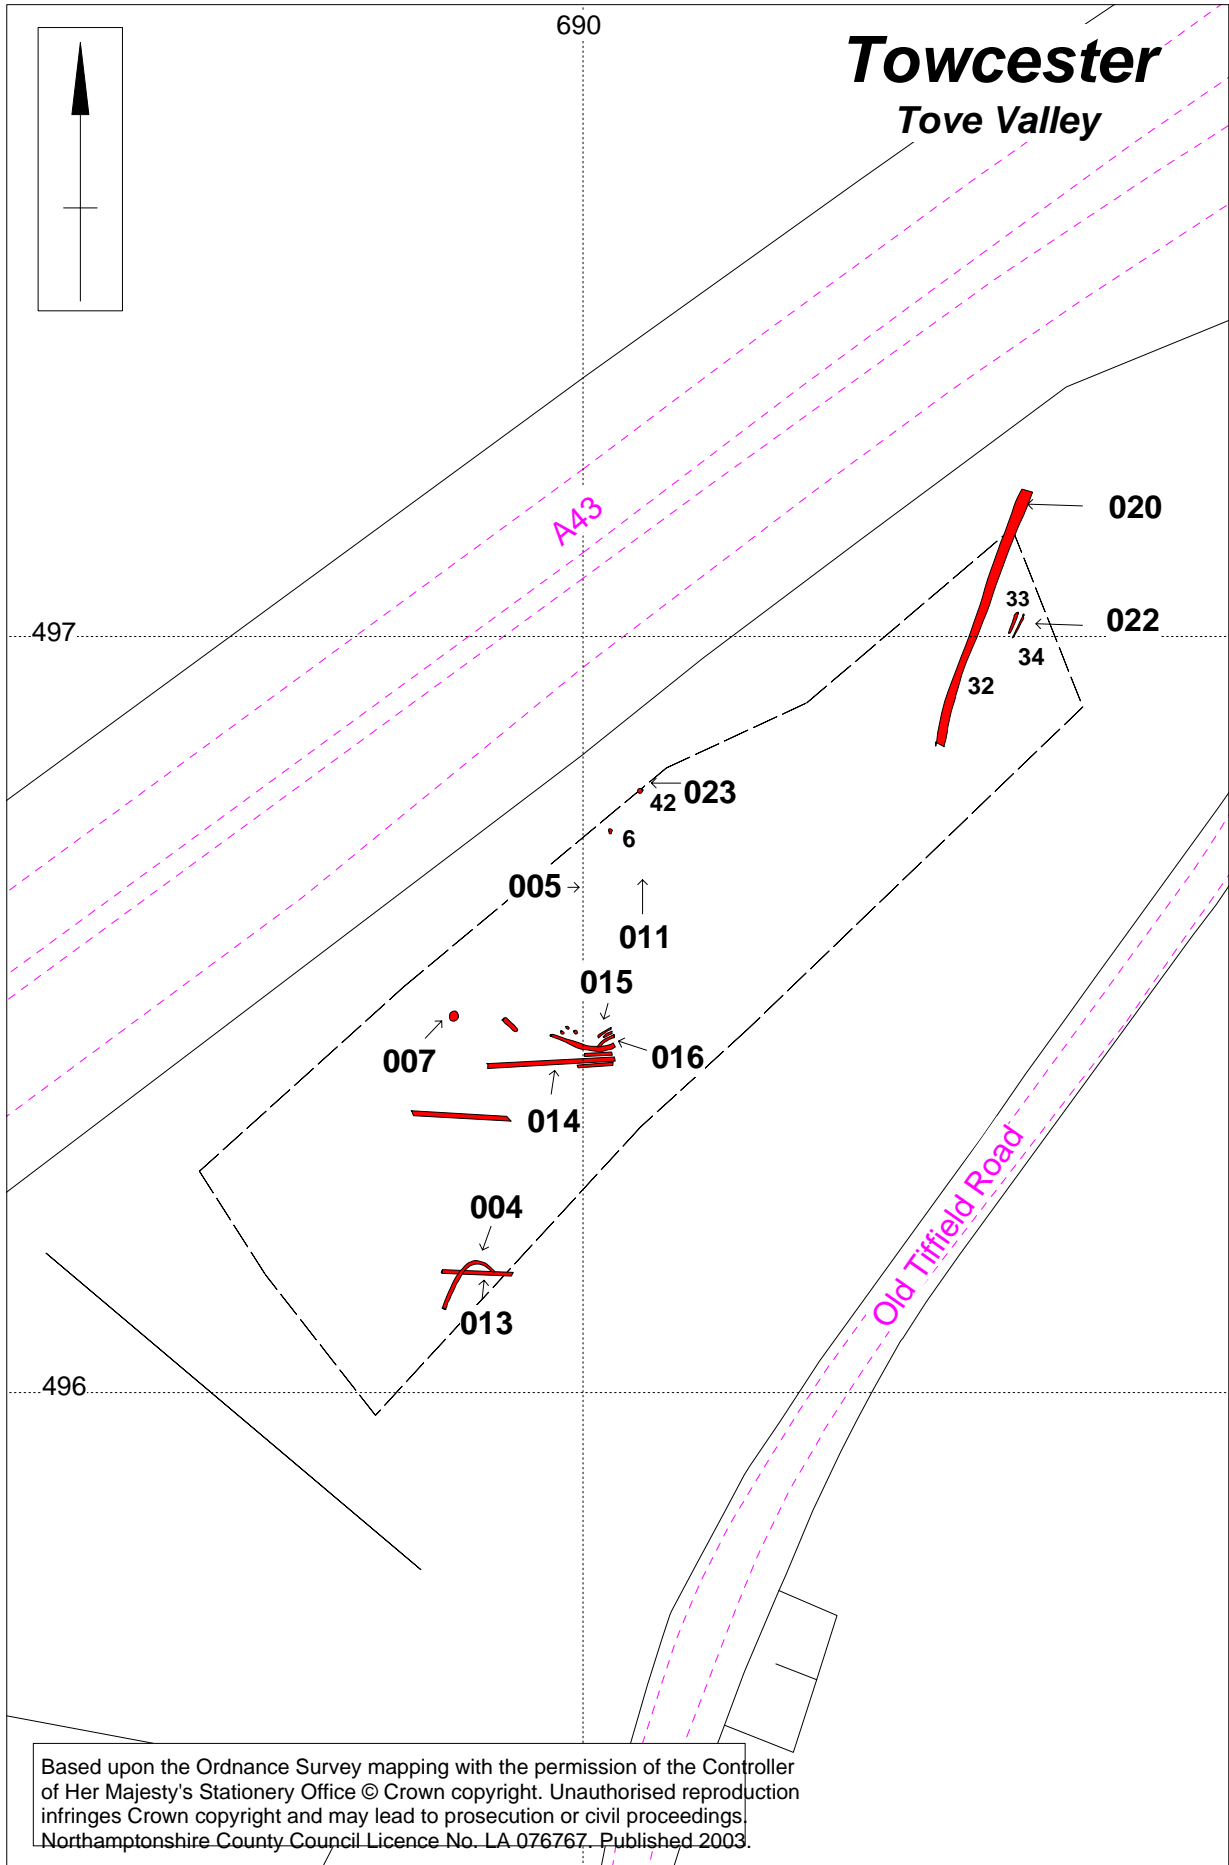 690
Towcester
Tove Valley
A43
020
497
33
022
34
32
42 023
6
005
011
015
007
016
014
004
013
Old Tiffield Road
496
Based upon the Ordnance Survey mapping with the permission of the Controller
of Her Majesty's Stationery Office © Crown copyright. Unauthorised reproduction
infringes Crown copyright and may lead to prosecution or civil proceedings.
Northamptonshire County Council Licence No. LA 076767. Published 2003.